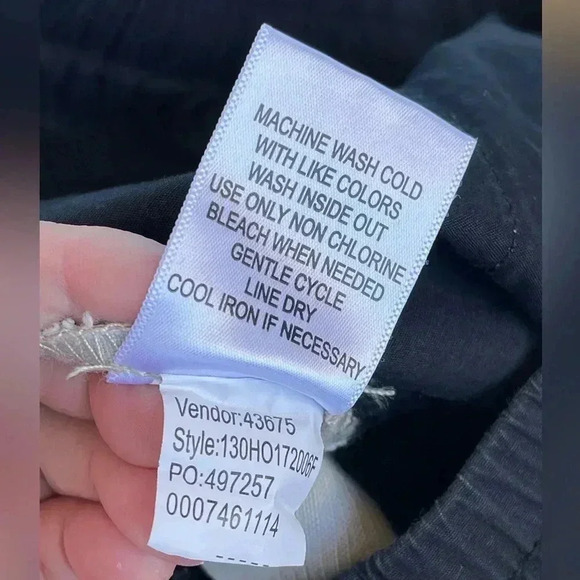 MACHINE WASH COLD
WITH LIKE COLORS
WASH INSIDE OUT
USE ONLY NON CHLORINE
BLEACH WHEN NEEDED
GENTLE CYCLE
LINE DRY
COOL IRON IF NECESSARY
Vendor:43675
Style:130HO172006F
PO:497257
0007461114